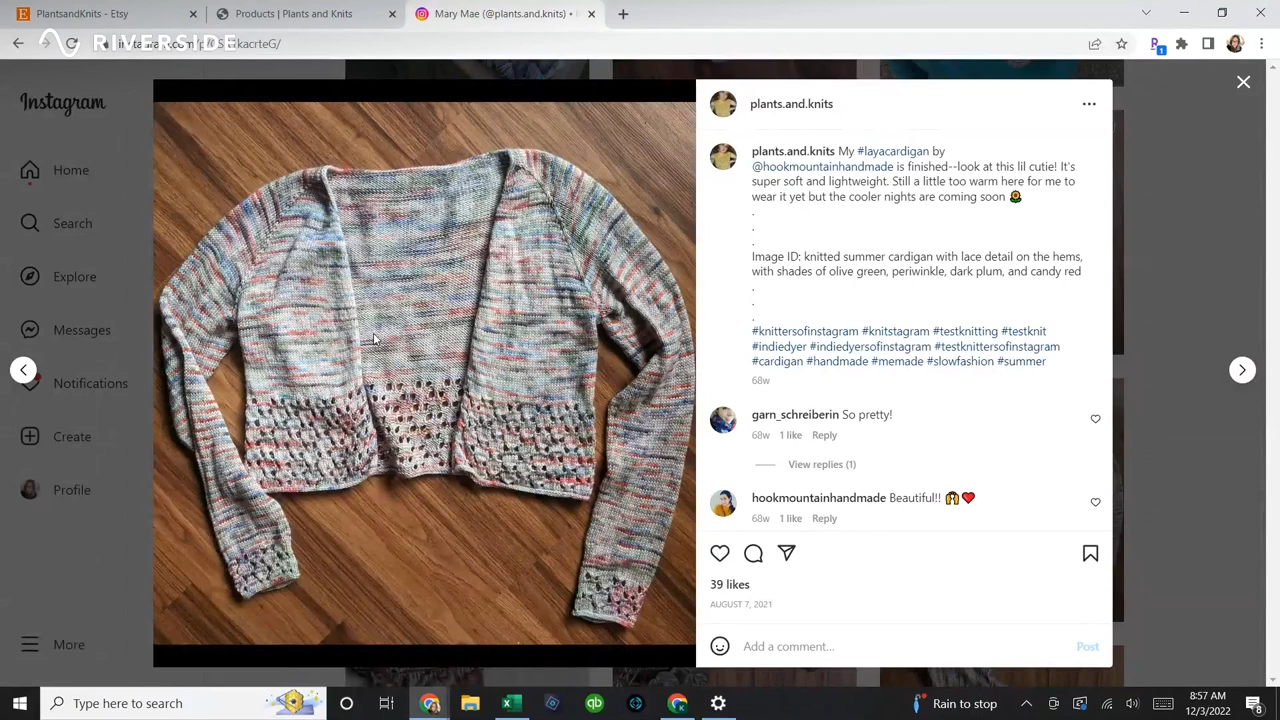 PlantsandKnits - Etsy
Products | Plants and Knits
Mary Mae (@plants.and.knits) •
RIVERSIDE
Instagram
Home
Search
Explore
Messages
Notifications
Create
Profile
More
plants.and.knits
plants.and.knits My #layacardigan by
@hookmountainhandmade is finished--look at this lil cutie! It's
super soft and lightweight. Still a little too warm here for me to
wear it yet but the cooler nights are coming soon
.
.
.
Image ID: knitted summer cardigan with lace detail on the hems,
with shades of olive green, periwinkle, dark plum, and candy red
.
.
.
#knittersofinstagram #knitstagram #testknitting #testknit
#indiedyer #indiedyersofinstagram #testknittersofinstagram
#cardigan #handmade #memade #slowfashion #summer
68w
garn_schreiberin So pretty!
68w 1 like Reply
View replies (1)
hookmountainhandmade Beautiful!!
68w 1 like Reply
39 likes
AUGUST 7, 2021
Add a comment...
Post
Type here to search
Rain to stop
8:57 AM
12/3/2022
8